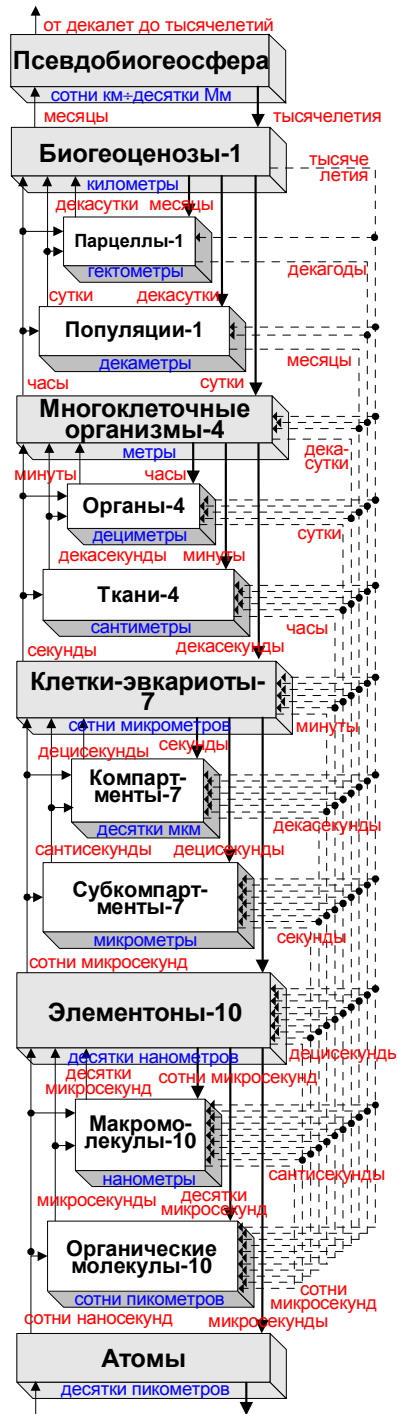 от декалет до тысячелетий
Псевдобиогеосфера
сотни км÷десятки Мм
месяцы
тысячелетия
Биогеоценозы-1
тысяче
летия
километры
декасутки месяцы
Парцеллы-1
гектометры
декагоды
сутки
декасутки
Популяции-1
декаметры
месяцы
часы
сутки
Многоклеточные
организмы-4
метры
дека-
сутки
минуты
часы
Органы-4
дециметры
сутки
декасекунды
минуты
Ткани-4
сантиметры
часы
секунды
декасекунды
Клетки-эвкариоты-
7
сотни микрометров
минуты
децисекунды
секунды
Компарт-
менты-7
десятки мкм
декасекунды
сантисекунды
децисекунды
Субкомпарт-
менты-7
микрометры
секунды
сотни микросекунд
Элементоны-10
десятки нанометров
децисекунды
десятки
микросекунд
сотни микросекунд
Макромо-
лекулы-10
нанометры
сантисекунды
микросекунды
десятки
микросекунд
Органические
молекулы-10
сотни пикометров
сотни
микросекунд
сотни наносекунд
микросекунды
Атомы
десятки пикометров